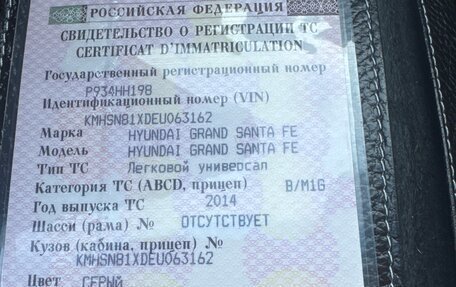 РОССИЙСКАЯ ФЕДЕРАЦИЯ
СВИДЕТЕЛЬСТВО О РЕГИСТРАЦИИ ТС
CERTIFICAT D'IMMATRICULATION
Государственный регистрационный номер
Р934НН198
Идентификационный номер (VIN)
KMHSN81XDEU063162
Марка HYUNDAI GRAND SANTA FE
Модель HYUNDAI GRAND SANTA FE
Тип ТС Легковой универсал
Категория ТС (ABCD, прицеп) B/M1G
Год выпуска ТС 2014
Шасси (рама) № ОТСУТСТВУЕТ
Кузов (кабина, прицеп) №
KMHSN81XDEU063162
Цвет СЕРЫЙ